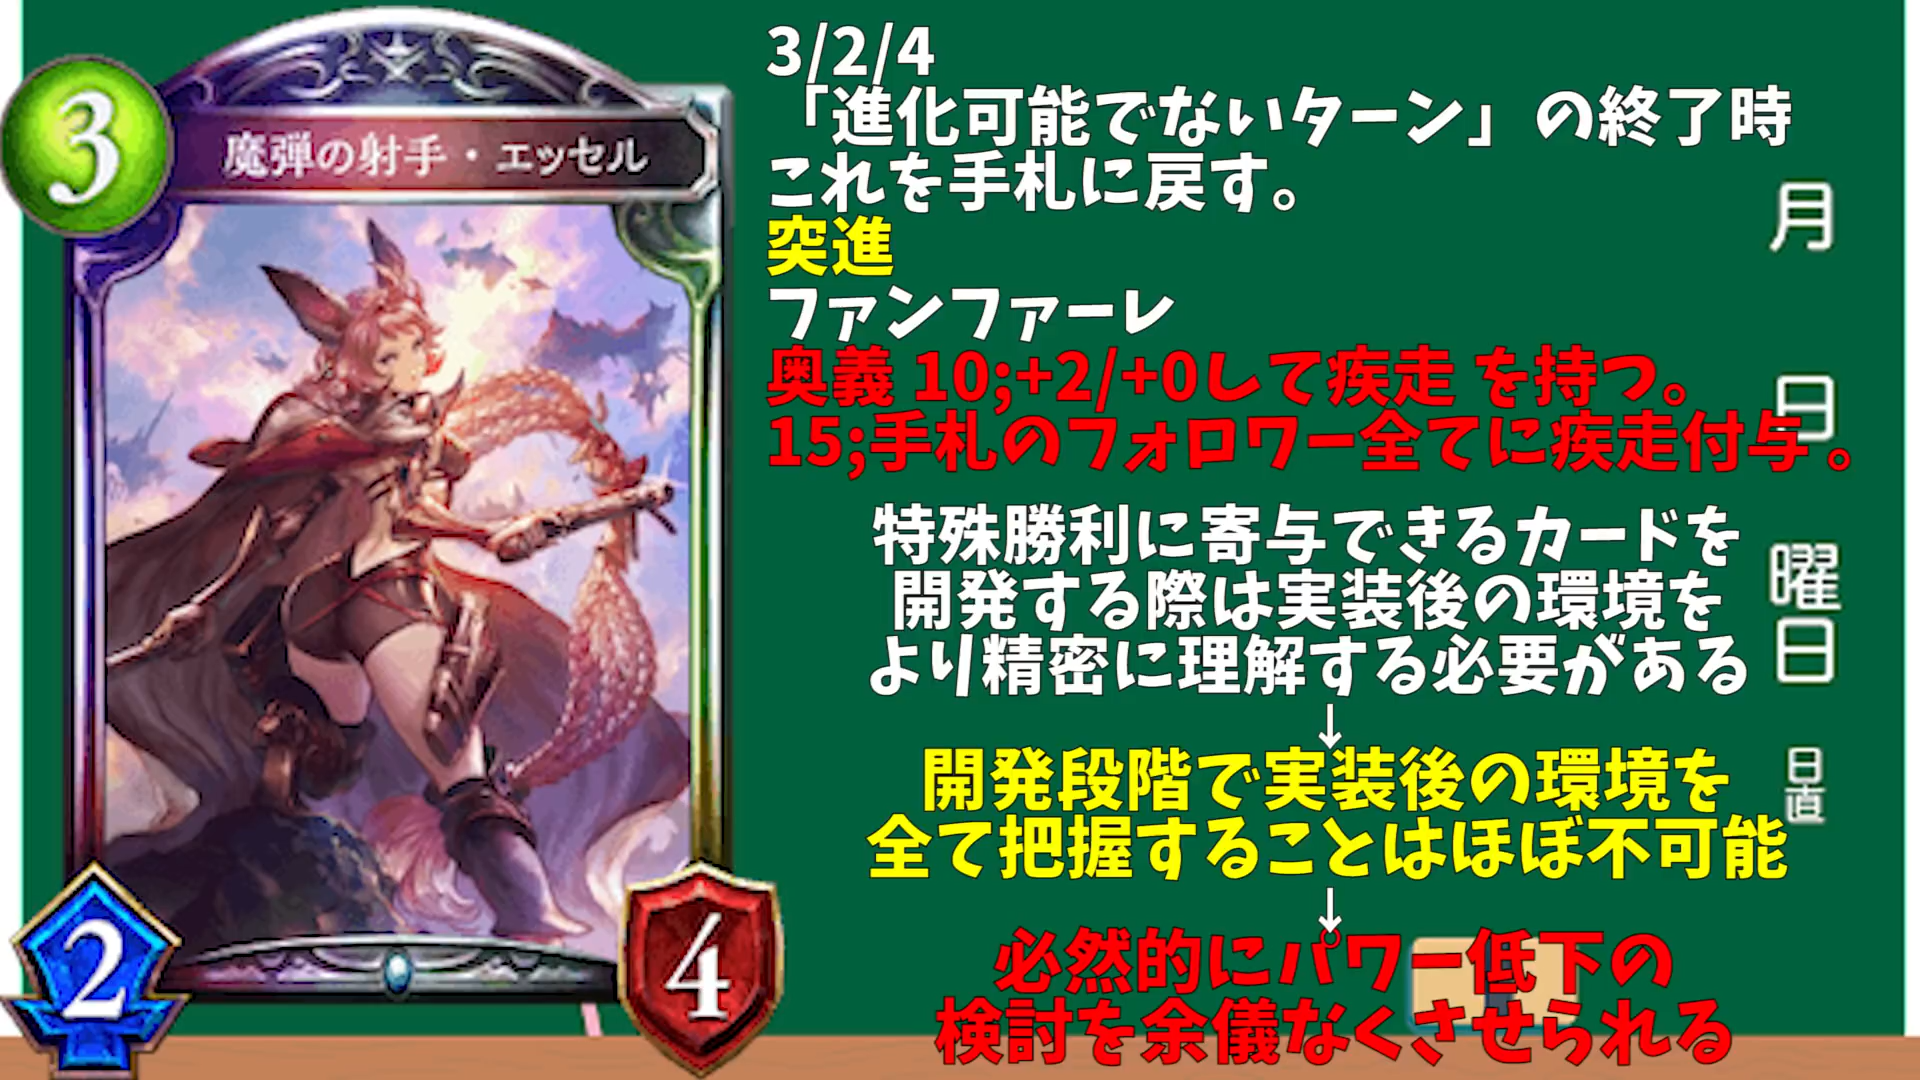 3
魔弾の射手・エッセル
2
4
3/2/4
「進化可能でないターン」の終了時
これを手札に戻す。
突進
ファンファーレ
奥義 10;+2/+0して疾走 を持つ。
15;手札のフォロワー全てに疾走付与 。
特殊勝利に寄与できるカードを
開発する際は実装後の環境を
より精密に理解する必要がある
↓
開発段階で実装後の環境を
全て把握することはほぼ不可能
↓
必然的にパワー低下の
検討を余儀なくさせられる
月
日
曜
日
日直